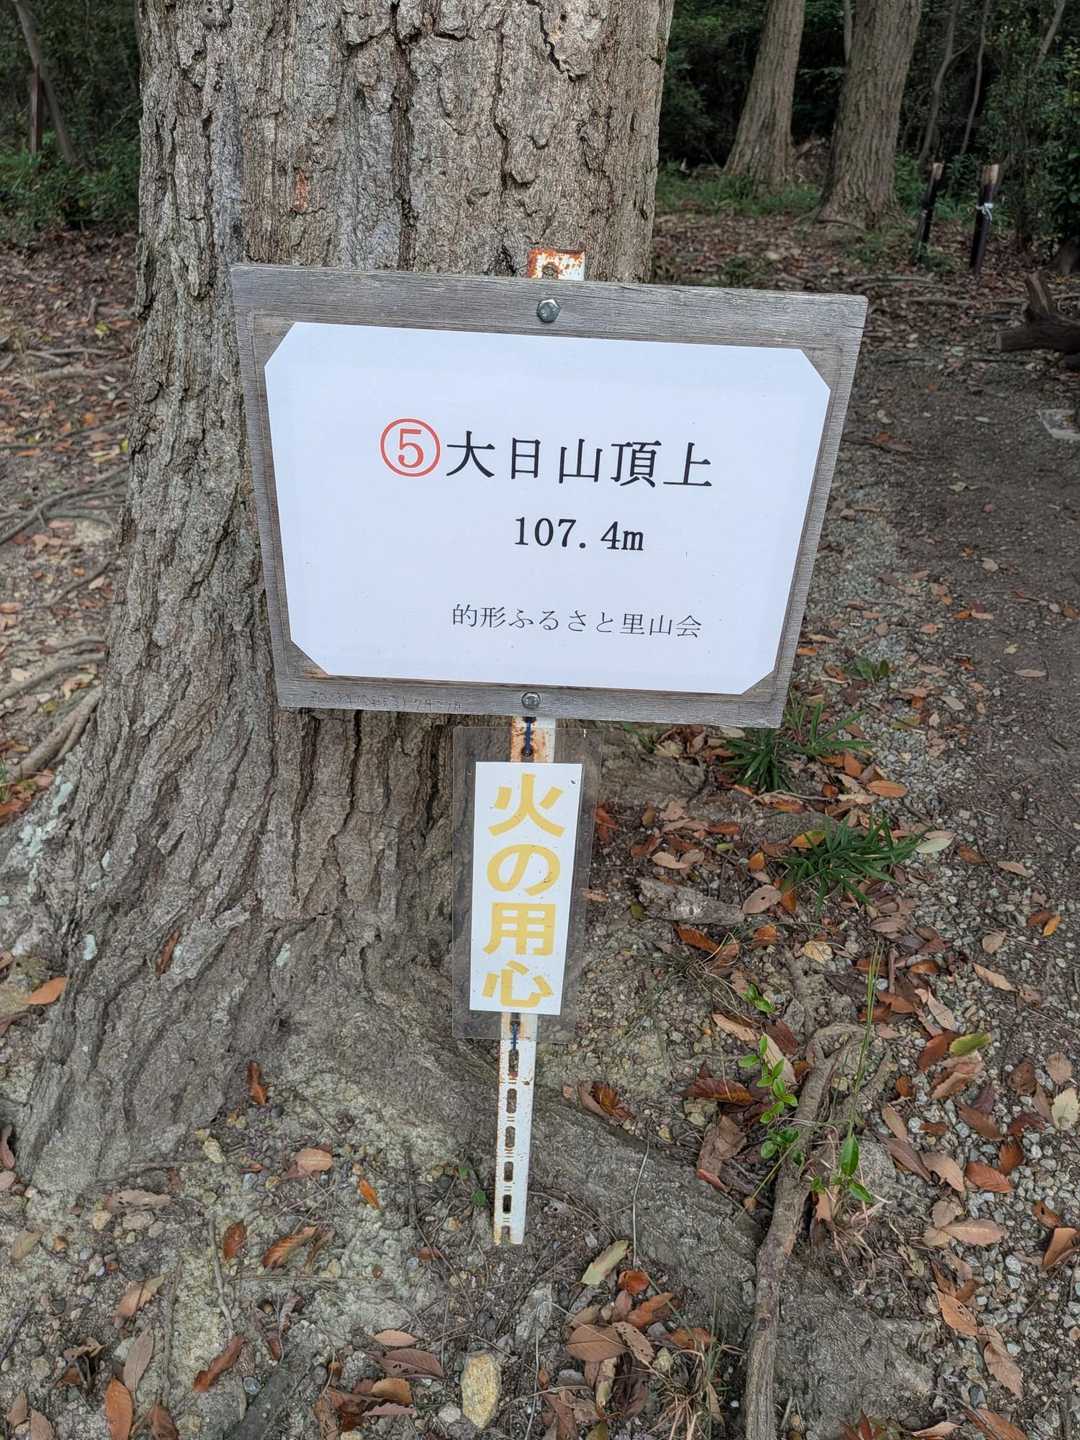 ⑤大日山頂上
107.4m
的形ふるさと里山会
火の用心